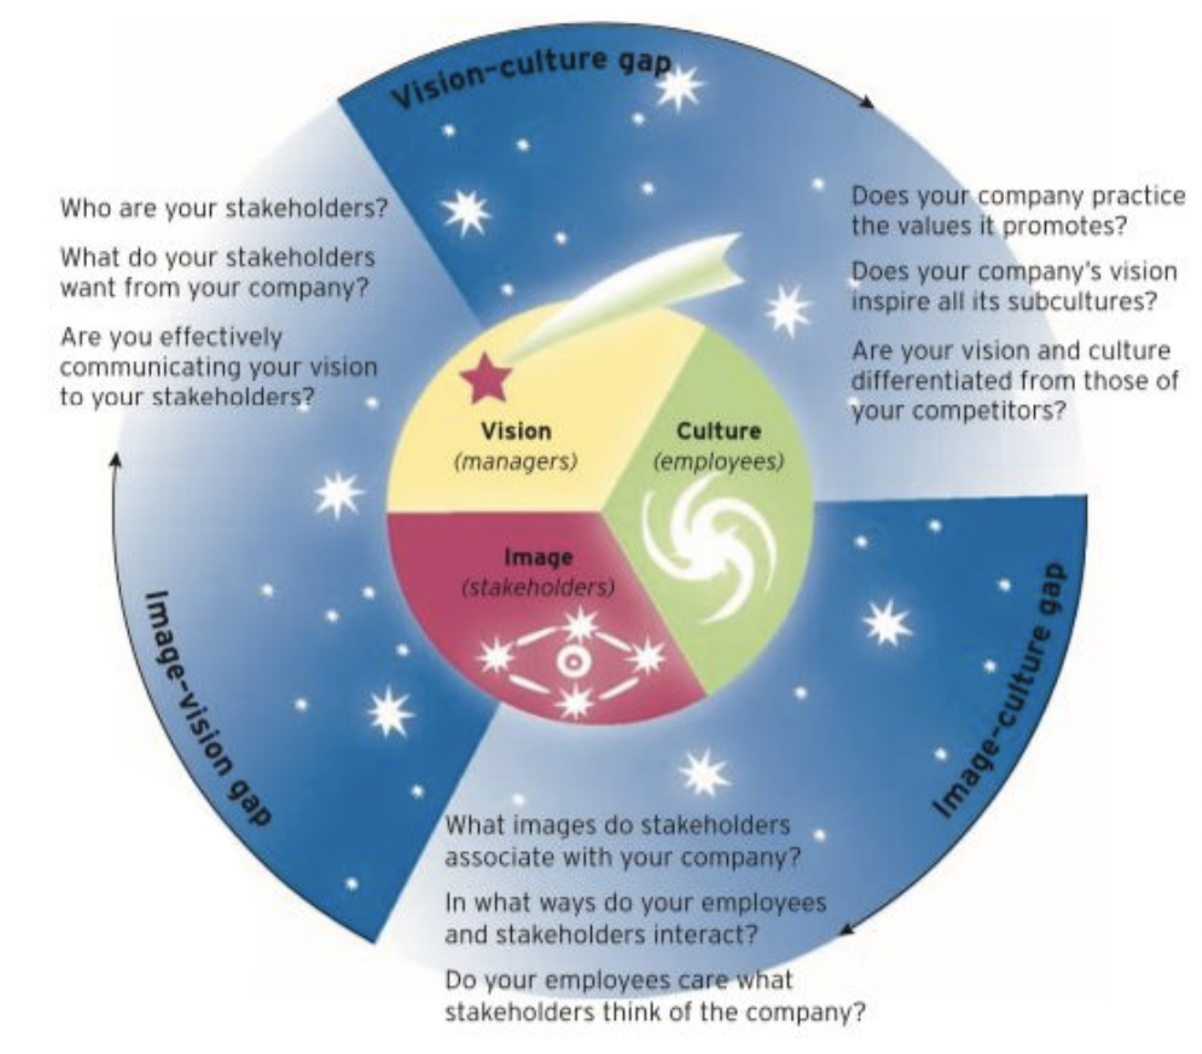 Vision-culture gap
Does your company practice
the values it promotes?
Does your company's vision
inspire all its subcultures?
Are your vision and culture
differentiated from those of
your competitors?
Image-culture gap
What images do stakeholders
associate with your company?
In what ways do your employees
and stakeholders interact?
Do your employees care what
stakeholders think of the company?
Image-vision gap
Who are your stakeholders?
What do your stakeholders
want from your company?
Are you effectively
communicating your vision
to your stakeholders?
Vision
(managers)
Culture
(employees)
Image
(stakeholders)